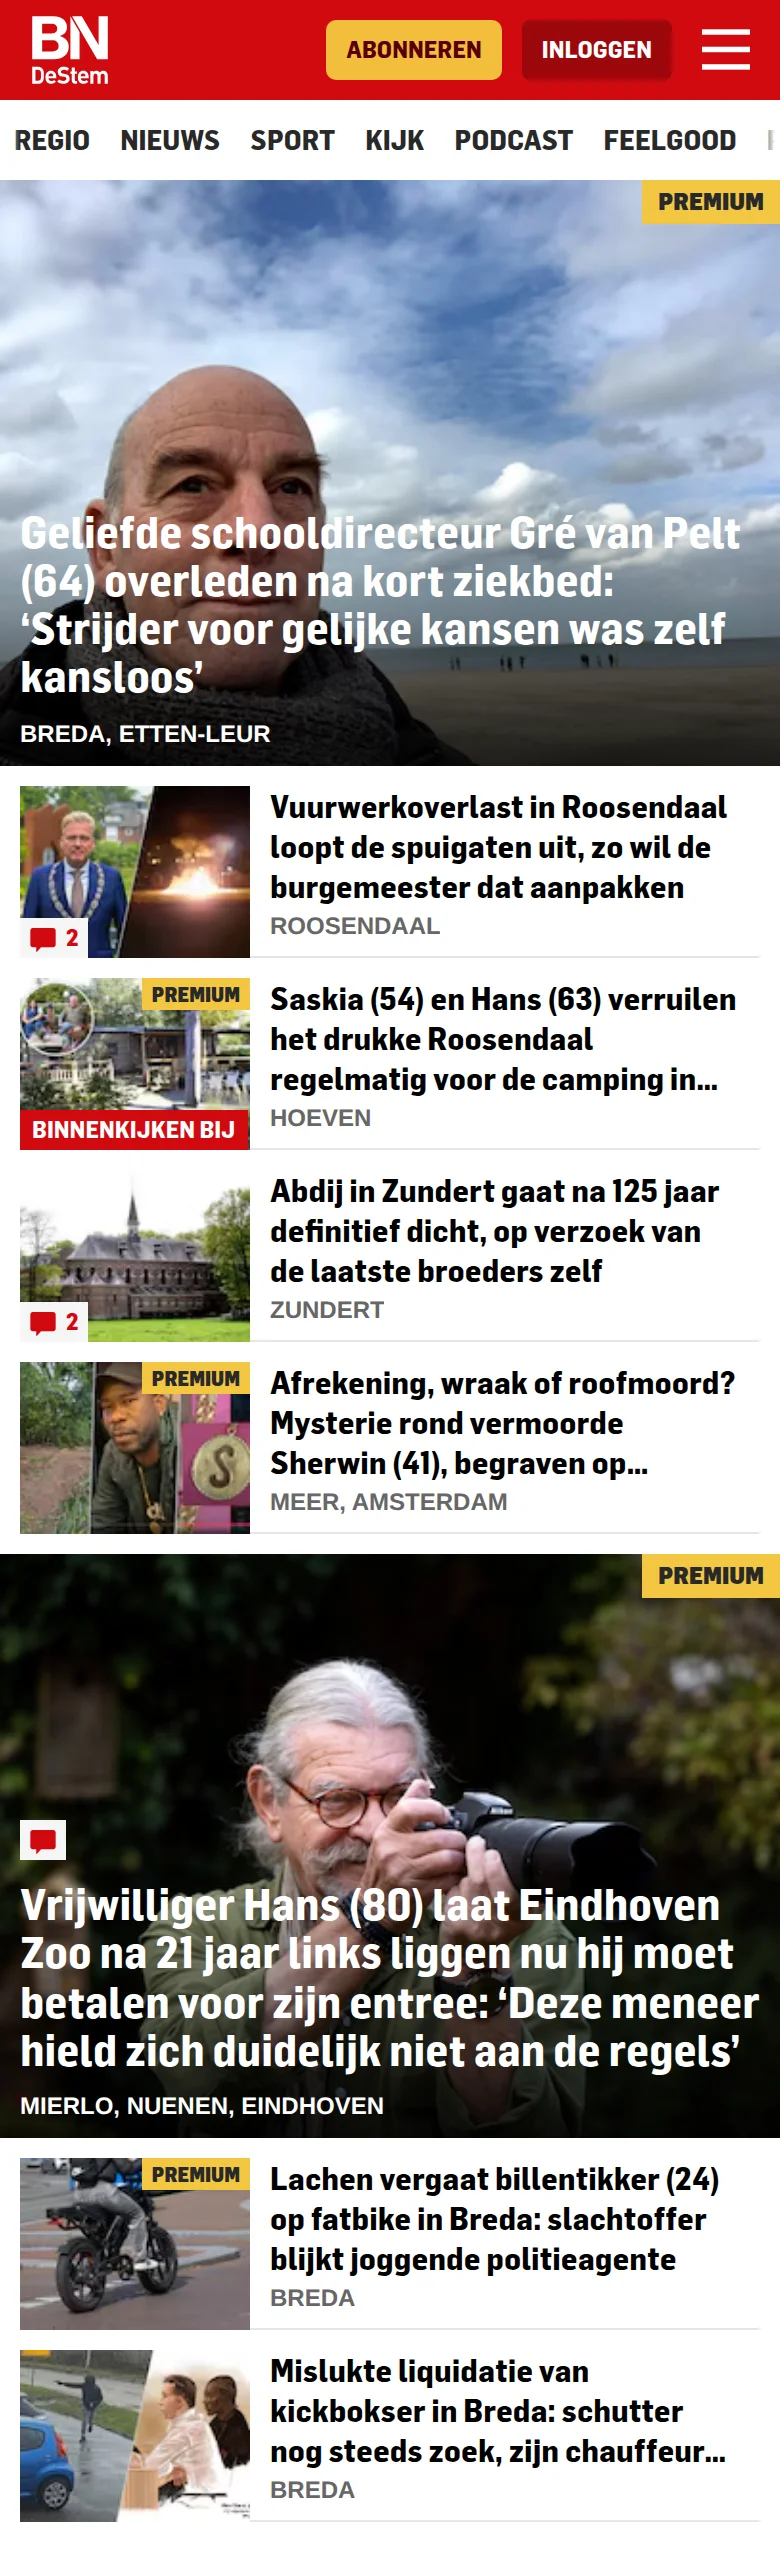 BN
DeStem
ABONNEREN
INLOGGEN
REGIO NIEUWS SPORT KIJK PODCAST FEELGOOD
PREMIUM
Geliefde schooldirecteur Gré van Pelt
(64) overleden na kort ziekbed:
‘Strijder voor gelijke kansen was zelf
kansloos’
BREDA, ETTEN-LEUR
2
Vuurwerkoverlast in Roosendaal
loopt de spuigaten uit, zo wil de
burgemeester dat aanpakken
ROOSENDAAL
PREMIUM
BINNENKIJKEN BIJ
Saskia (54) en Hans (63) verruilen
het drukke Roosendaal
regelmatig voor de camping in...
HOEVEN
2
Abdij in Zundert gaat na 125 jaar
definitief dicht, op verzoek van
de laatste broeders zelf
ZUNDERT
PREMIUM
S
Afrekening, wraak of roofmoord?
Mysterie rond vermoorde
Sherwin (41), begraven op...
MEER, AMSTERDAM
PREMIUM
Vrijwilliger Hans (80) laat Eindhoven
Zoo na 21 jaar links liggen nu hij moet
betalen voor zijn entree: ‘Deze meneer
hield zich duidelijk niet aan de regels’
MIERLO, NUENEN, EINDHOVEN
PREMIUM
Lachen vergaat billentikker (24)
op fatbike in Breda: slachtoffer
blijkt joggende politieagente
BREDA
Mislukte liquidatie van
kickbokser in Breda: schutter
nog steeds zoek, zijn chauffeur...
BREDA